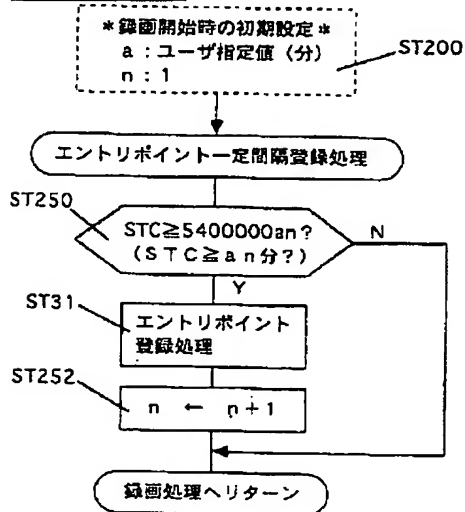 *録画開始時の初期設定*
a：ユーザ指定値（分）
n：1
ST200
エントリポイント一定間隔登録処理
ST250
STC≧5400000an？
（STC≧an分？）
N
Y
ST31
エントリポイント
登録処理
ST252
n ← n+1
録画処理へリターン